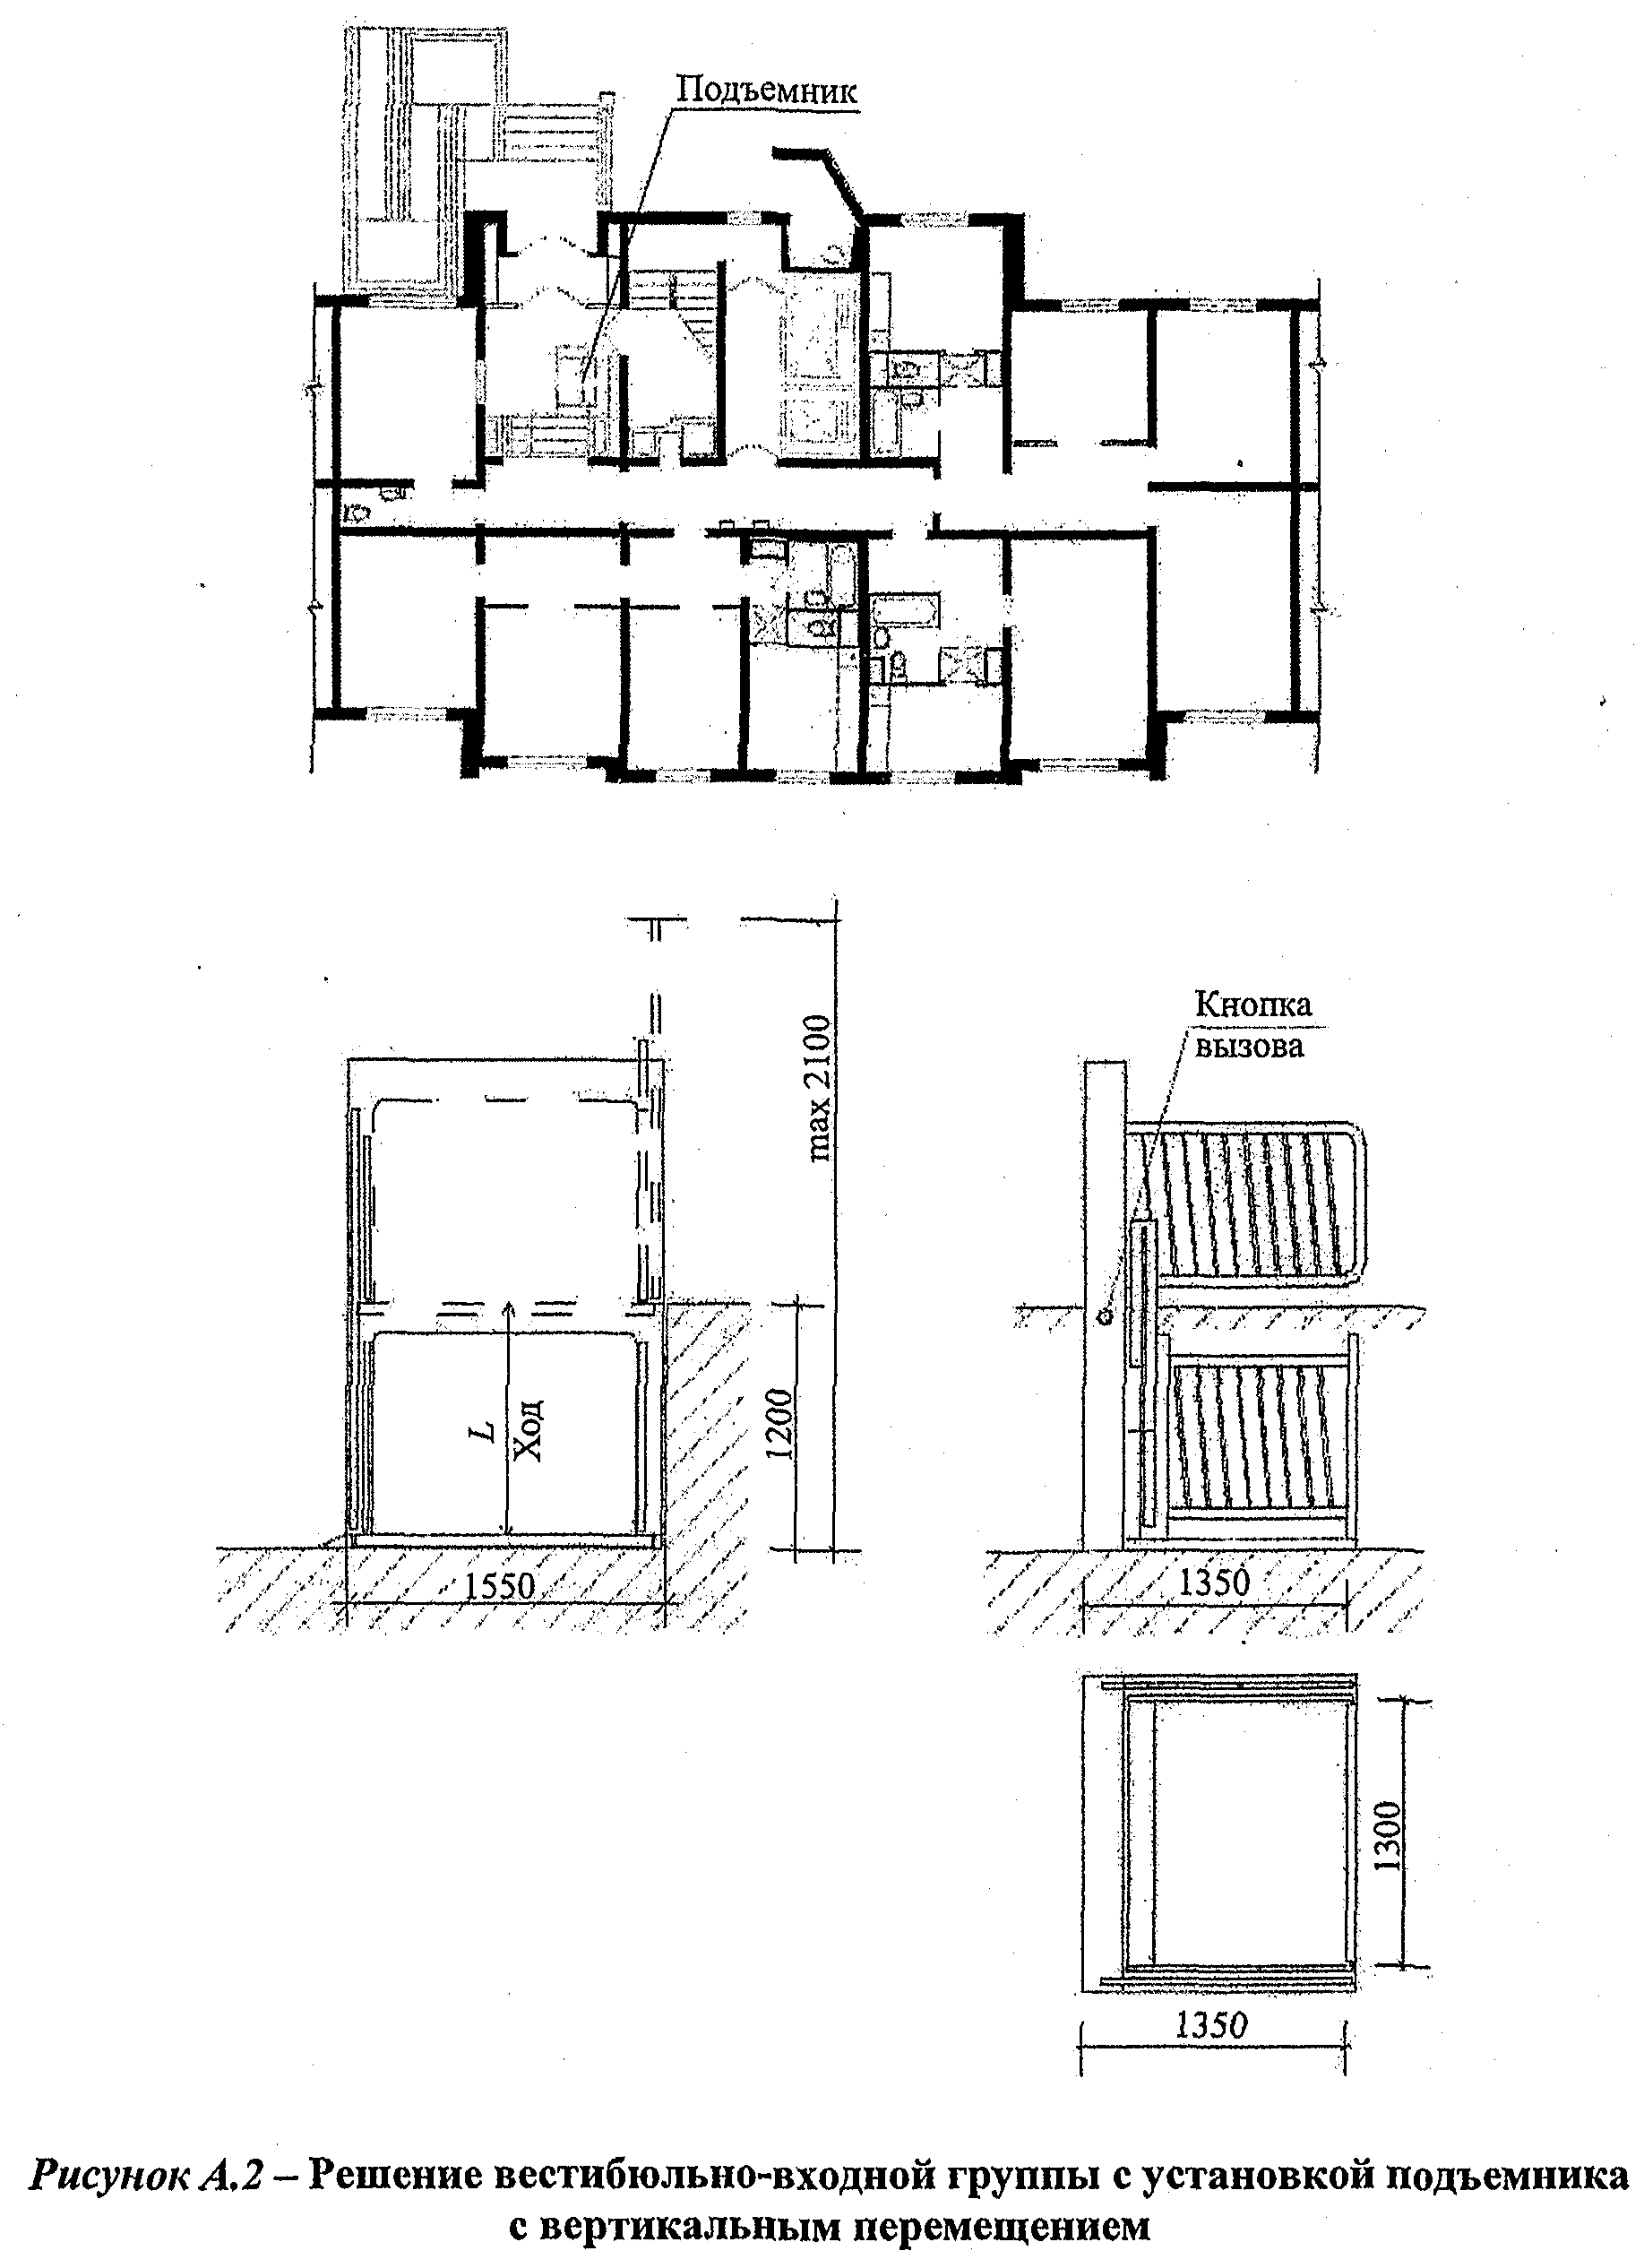 Подъемник
max 2100
Кнопка
вызова
L
Ход
1200
1550
1350
1300
1350
Рисунок А.2 – Решение вестибюльно-входной группы с установкой подъемника
с вертикальным перемещением